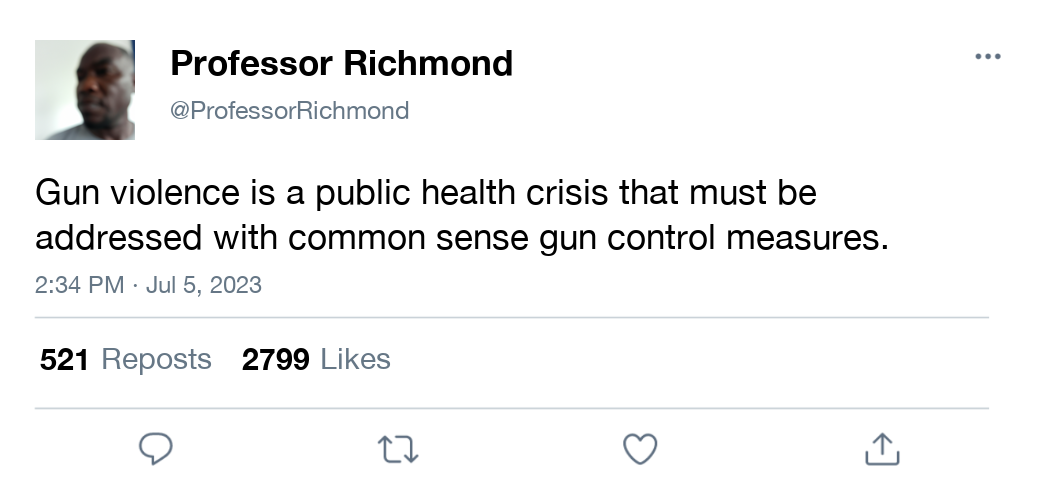 Professor Richmond
@ProfessorRichmond
Gun violence is a public health crisis that must be
addressed with common sense gun control measures.
2:34 PM · Jul 5, 2023
521 Reposts 2799 Likes